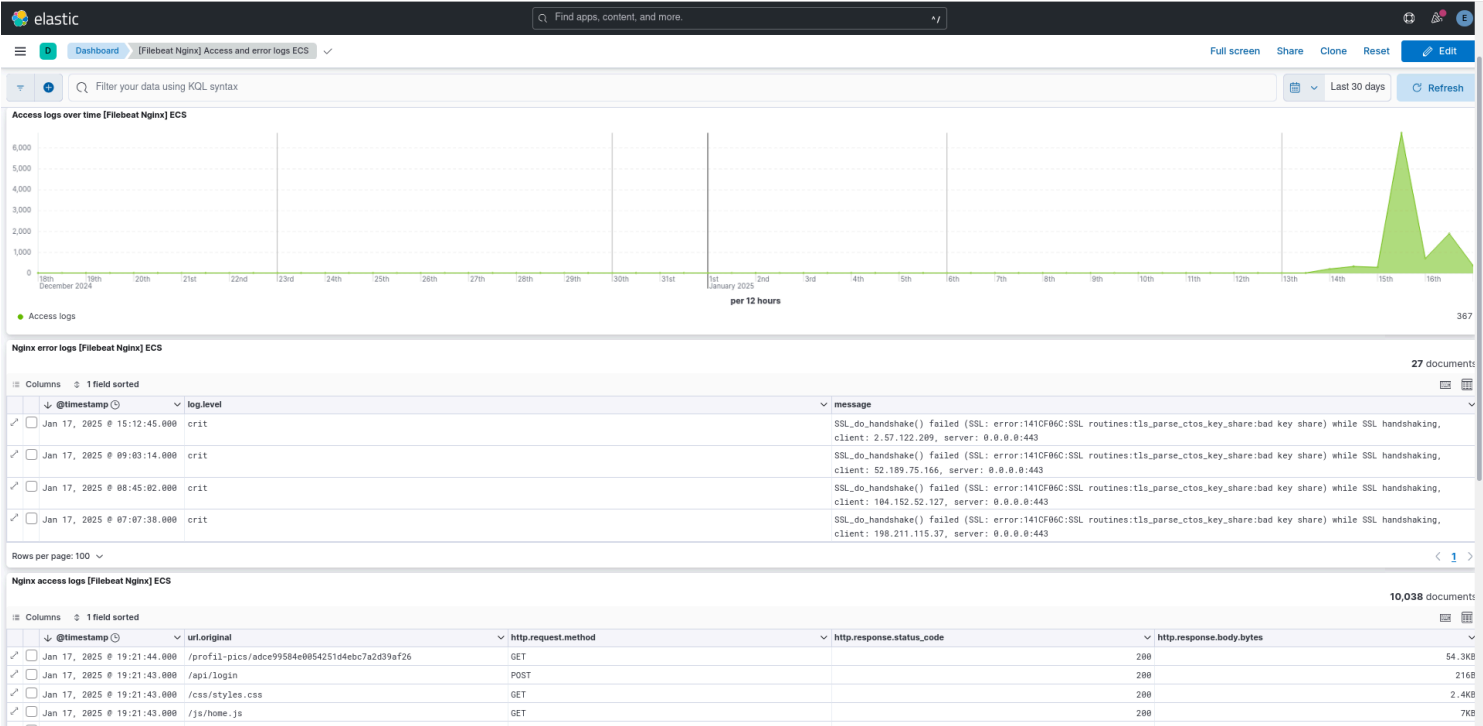 elastic
Find apps, content, and more.
^/
E
D
Dashboard
[Filebeat Nginx] Access and error logs ECS
Full screen
Share
Clone
Reset
Edit
Filter your data using KQL syntax
Last 30 days
Refresh
Access logs over time [Filebeat Nginx] ECS
6,000
5,000
4,000
3,000
2,000
1,000
0
18th 19th 20th 21st 22nd 23rd 24th 25th 26th 27th 28th 29th 30th 31st 1st 2nd 3rd 4th 5th 6th 7th 8th 9th 10th 11th 12th 13th 14th 15th 16th
December 2024 January 2025
per 12 hours
Access logs 367
Nginx error logs [Filebeat Nginx] ECS
27 documents
Columns 1 field sorted
@timestamp log.level message
Jan 17, 2025 @ 15:12:45.000 crit SSL_do_handshake() failed (SSL: error:141CF06C:SSL routines:tls_parse_ctos_key_share:bad key share) while SSL handshaking,
client: 2.57.122.209, server: 0.0.0.0:443
Jan 17, 2025 @ 09:03:14.000 crit SSL_do_handshake() failed (SSL: error:141CF06C:SSL routines:tls_parse_ctos_key_share:bad key share) while SSL handshaking,
client: 52.189.75.166, server: 0.0.0.0:443
Jan 17, 2025 @ 08:45:02.000 crit SSL_do_handshake() failed (SSL: error:141CF06C:SSL routines:tls_parse_ctos_key_share:bad key share) while SSL handshaking,
client: 104.152.52.127, server: 0.0.0.0:443
Jan 17, 2025 @ 07:07:38.000 crit SSL_do_handshake() failed (SSL: error:141CF06C:SSL routines:tls_parse_ctos_key_share:bad key share) while SSL handshaking,
client: 198.211.115.37, server: 0.0.0.0:443
Rows per page: 100
1
Nginx access logs [Filebeat Nginx] ECS
10,038 documents
Columns 1 field sorted
@timestamp url.original http.request.method http.response.status_code http.response.body.bytes
Jan 17, 2025 @ 19:21:44.000 /profil-pics/adce99584e0054251d4ebc7a2d39af26 GET 200 54.3KB
Jan 17, 2025 @ 19:21:43.000 /api/login POST 200 216B
Jan 17, 2025 @ 19:21:43.000 /css/styles.css GET 200 2.4KB
Jan 17, 2025 @ 19:21:43.000 /js/home.js GET 200 7KB